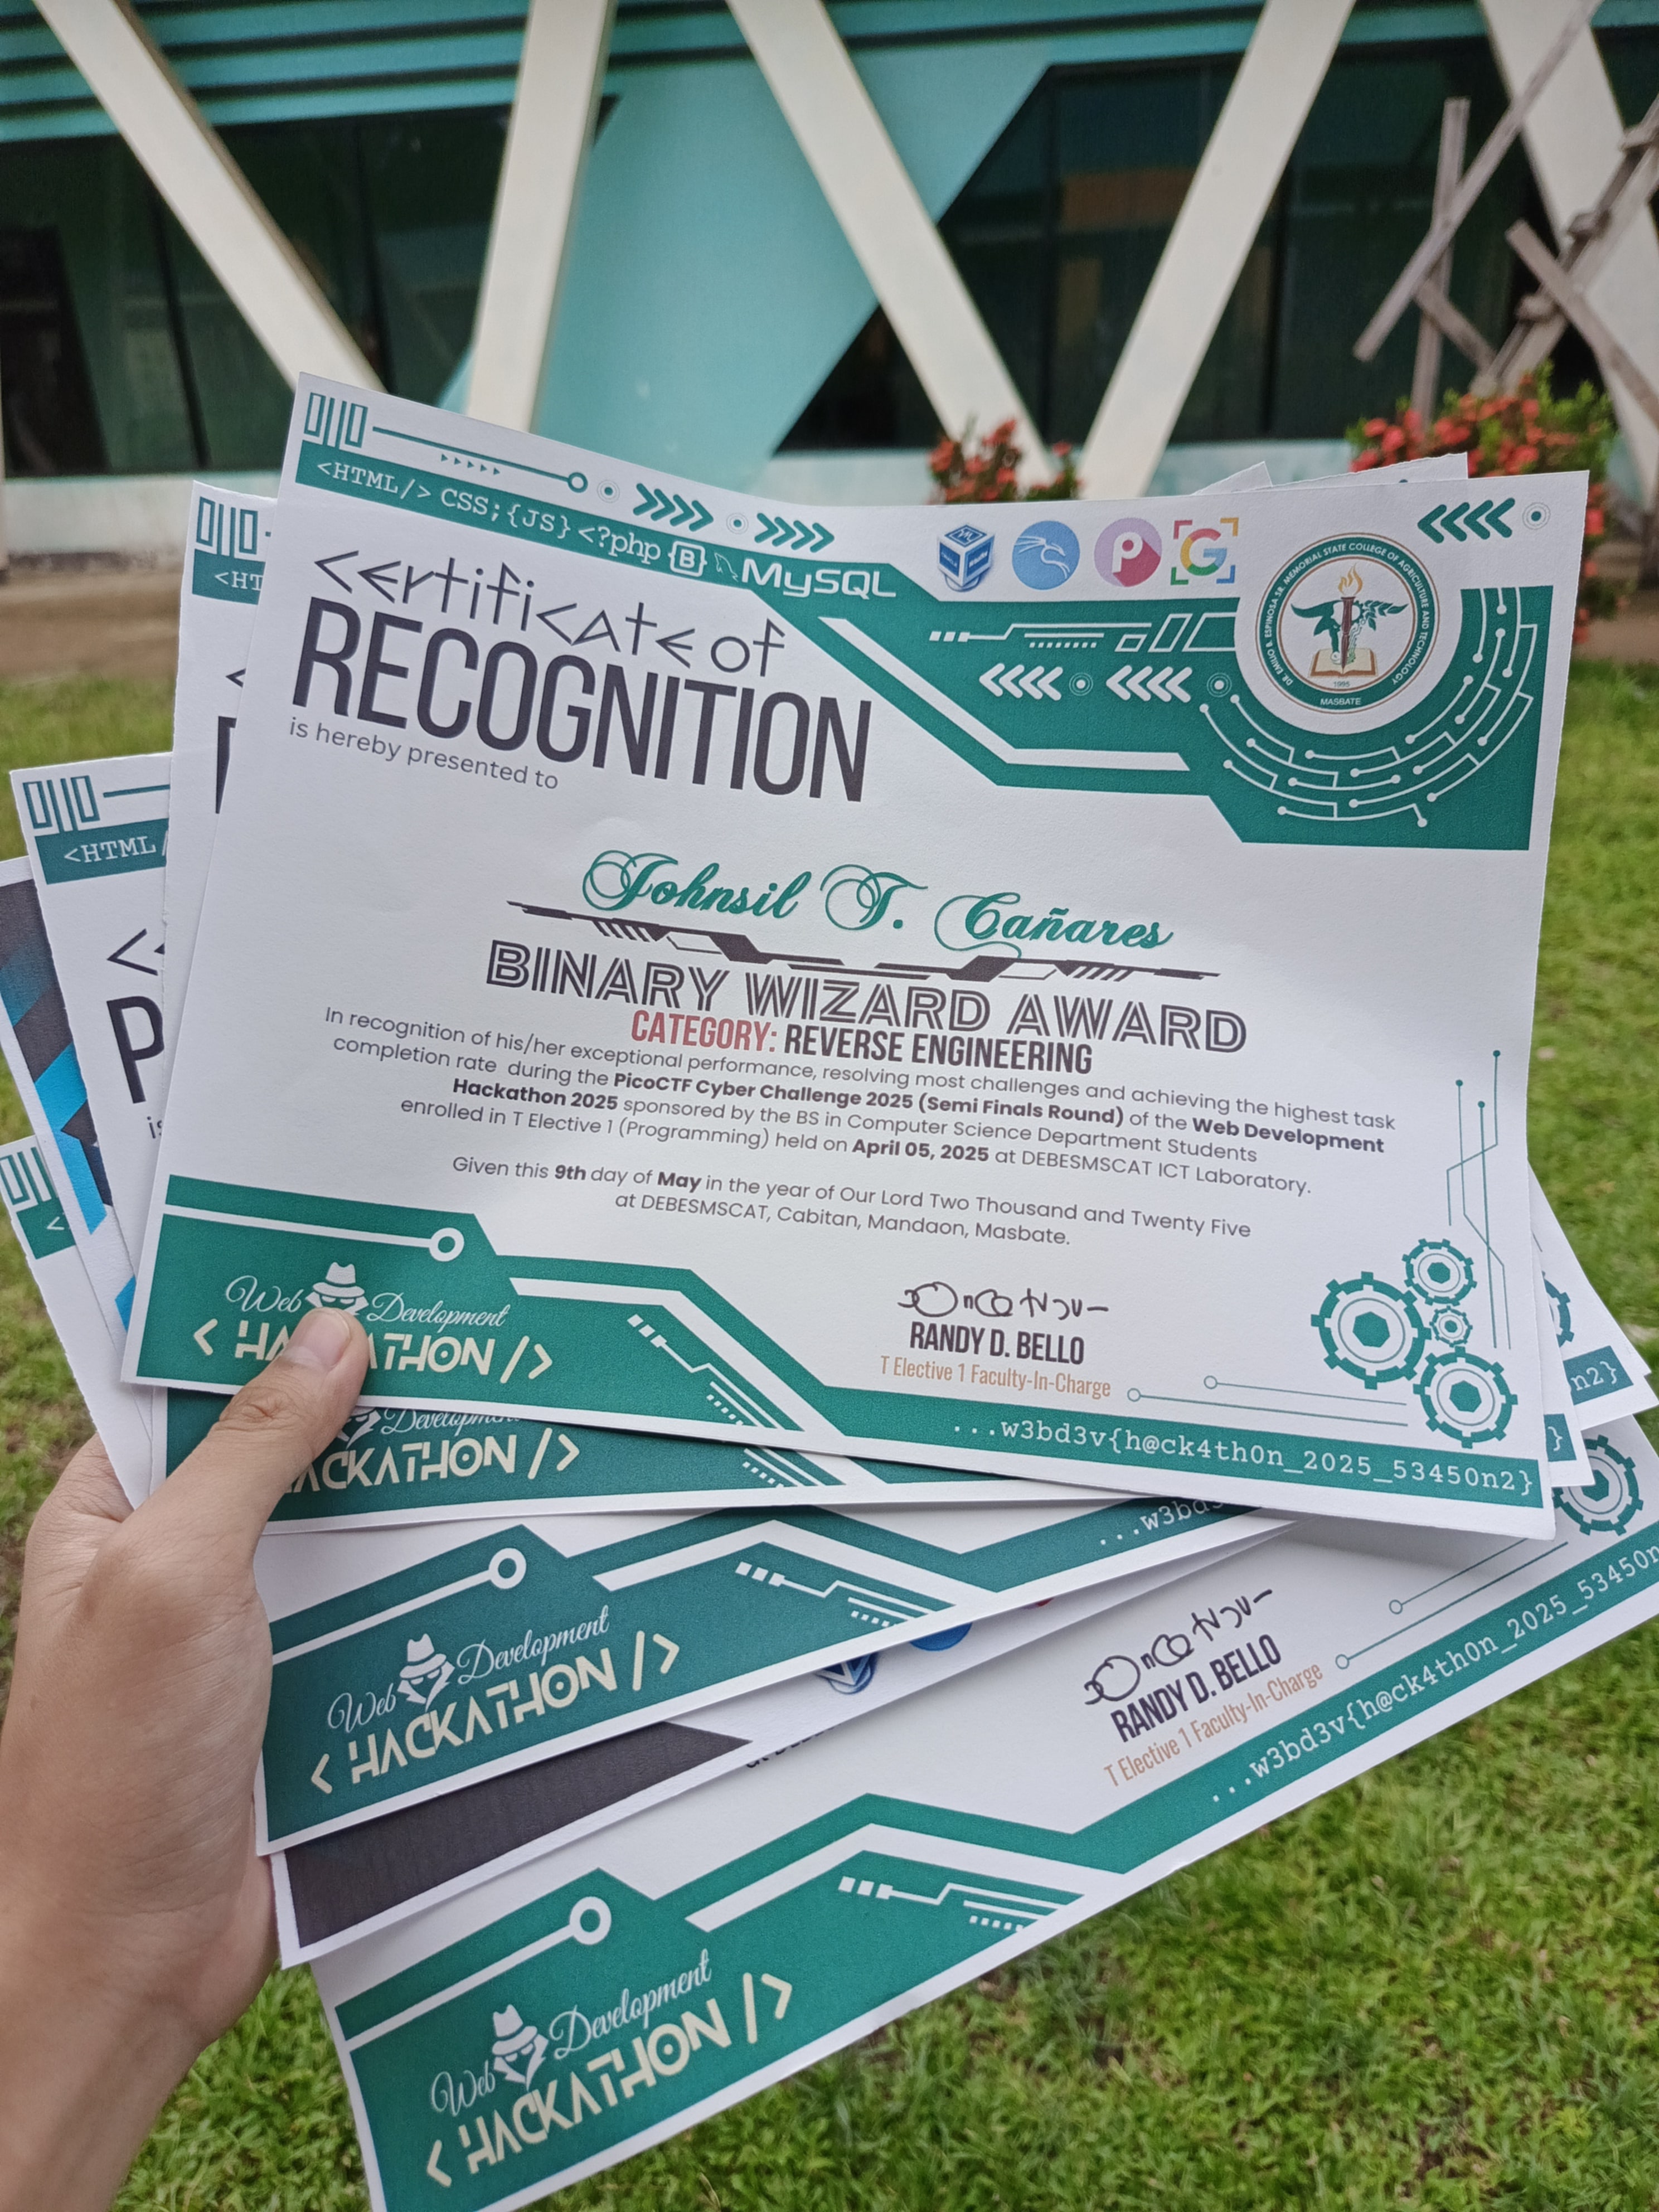 <HTML/> CSS;{JS} <?php {B} MySQL
DR. EMILIO B. ESPINOSA SR. MEMORIAL STATE COLLEGE OF AGRICULTURE AND TECHNOLOGY
1995
MASBATE
Certificate of
RECOGNITION
is hereby presented to
Johnsil T. Cañares
BINARY WIZARD AWARD
CATEGORY: REVERSE ENGINEERING
In recognition of his/her exceptional performance, resolving most challenges and achieving the highest task
completion rate during the PicoCTF Cyber Challenge 2025 (Semi Finals Round) of the Web Development
Hackathon 2025 sponsored by the BS in Computer Science Department Students
enrolled in T Elective 1 (Programming) held on April 05, 2025 at DEBESMSCAT ICT Laboratory.
Given this 9th day of May in the year of Our Lord Two Thousand and Twenty Five
at DEBESMSCAT, Cabitan, Mandaon, Masbate.
Web Development
< HACKATHON />
RANDY D. BELLO
T Elective 1 Faculty-In-Charge
...w3bd3v{h@ck4th0n_2025_53450n2}
<HT
<HTML/
P
is
n2}
}
Development
HACKATHON />
...w3bd3
Web Development
< HACKATHON />
RANDY D. BELLO
T Elective 1 Faculty-In-Charge
...w3bd3v{h@ck4th0n_2025_53450n
Web Development
< HACKATHON />